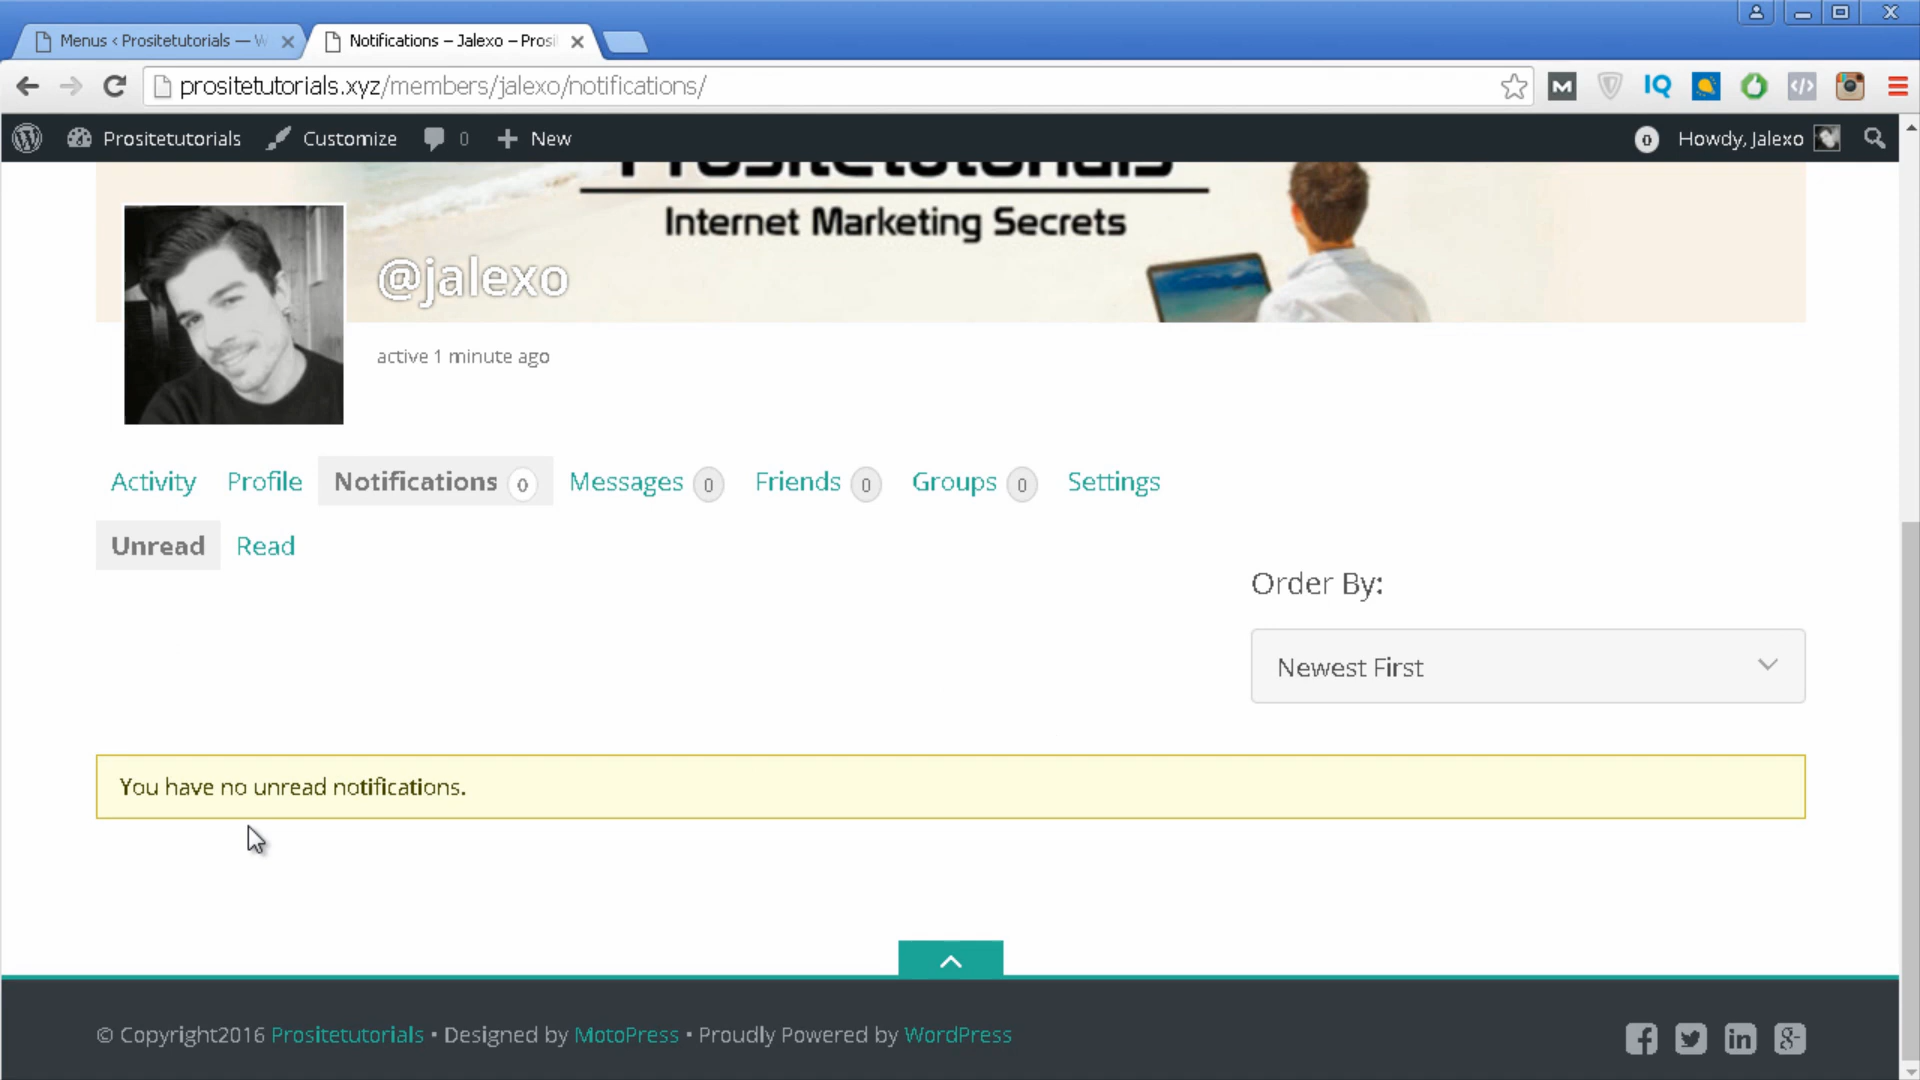 Menus ‹ Prositetutorials — W
Notifications – Jalexo – Prosi
prositetutorials.xyz/members/jalexo/notifications/
M
IQ
</>
Prositetutorials
Customize
0
New
0
Howdy, Jalexo
Prositetutorials
Internet Marketing Secrets
@jalexo
active 1 minute ago
Activity
Profile
Notifications 0
Messages 0
Friends 0
Groups 0
Settings
Unread
Read
Order By:
Newest First
You have no unread notifications.
© Copyright2016 Prositetutorials • Designed by MotoPress • Proudly Powered by WordPress